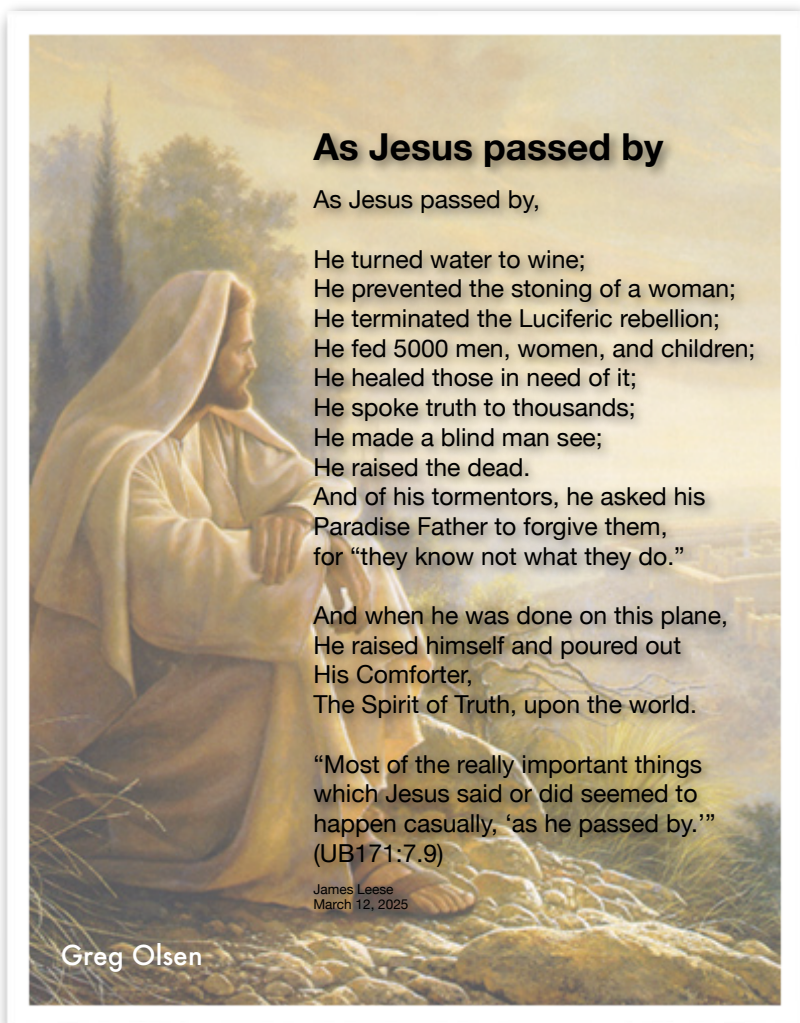 As Jesus passed by
As Jesus passed by,
He turned water to wine;
He prevented the stoning of a woman;
He terminated the Luciferic rebellion;
He fed 5000 men, women, and children;
He healed those in need of it;
He spoke truth to thousands;
He made a blind man see;
He raised the dead.
And of his tormentors, he asked his
Paradise Father to forgive them,
for “they know not what they do.”
And when he was done on this plane,
He raised himself and poured out
His Comforter,
The Spirit of Truth, upon the world.
“Most of the really important things
which Jesus said or did seemed to
happen casually, ‘as he passed by.’”
(UB171:7.9)
James Leese
March 12, 2025
Greg Olsen